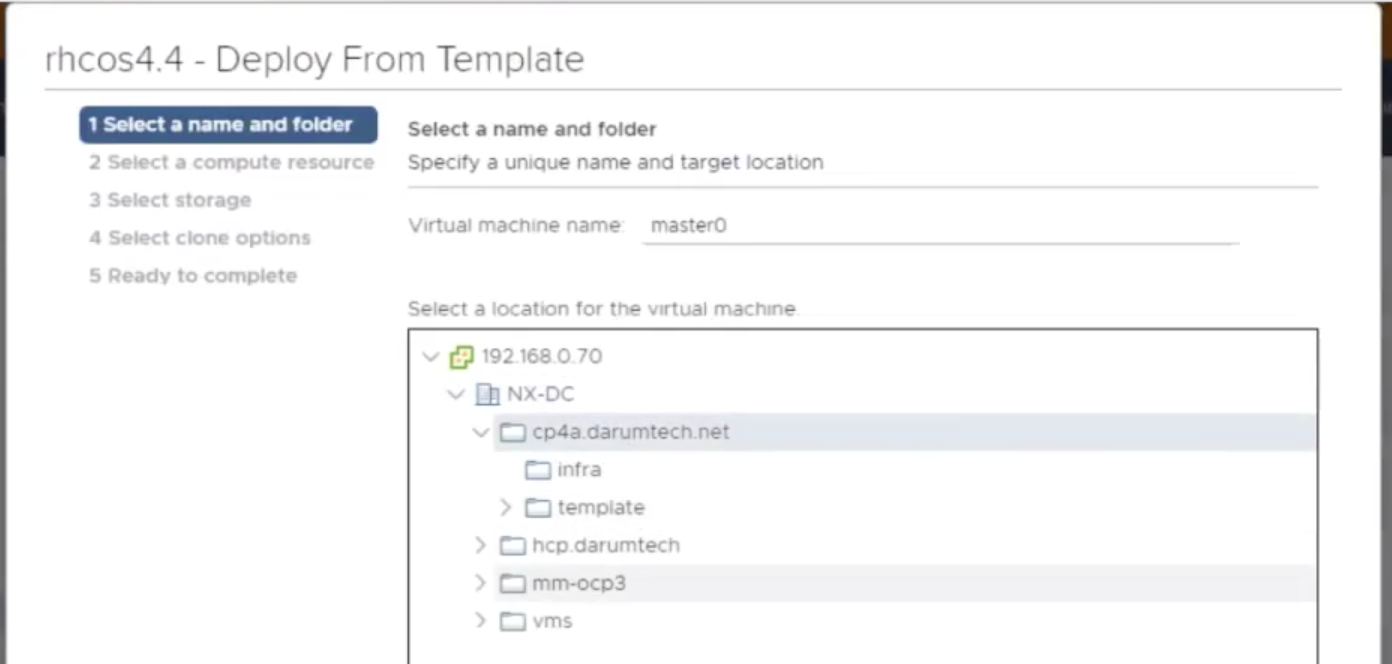 rhcos4.4 - Deploy From Template
1 Select a name and folder
2 Select a compute resource
3 Select storage
4 Select clone options
5 Ready to complete
Select a name and folder
Specify a unique name and target location
Virtual machine name: master0
Select a location for the virtual machine.
192.168.0.70
NX-DC
cp4a.darumtech.net
infra
template
hcp.darumtech
mm-ocp3
vms